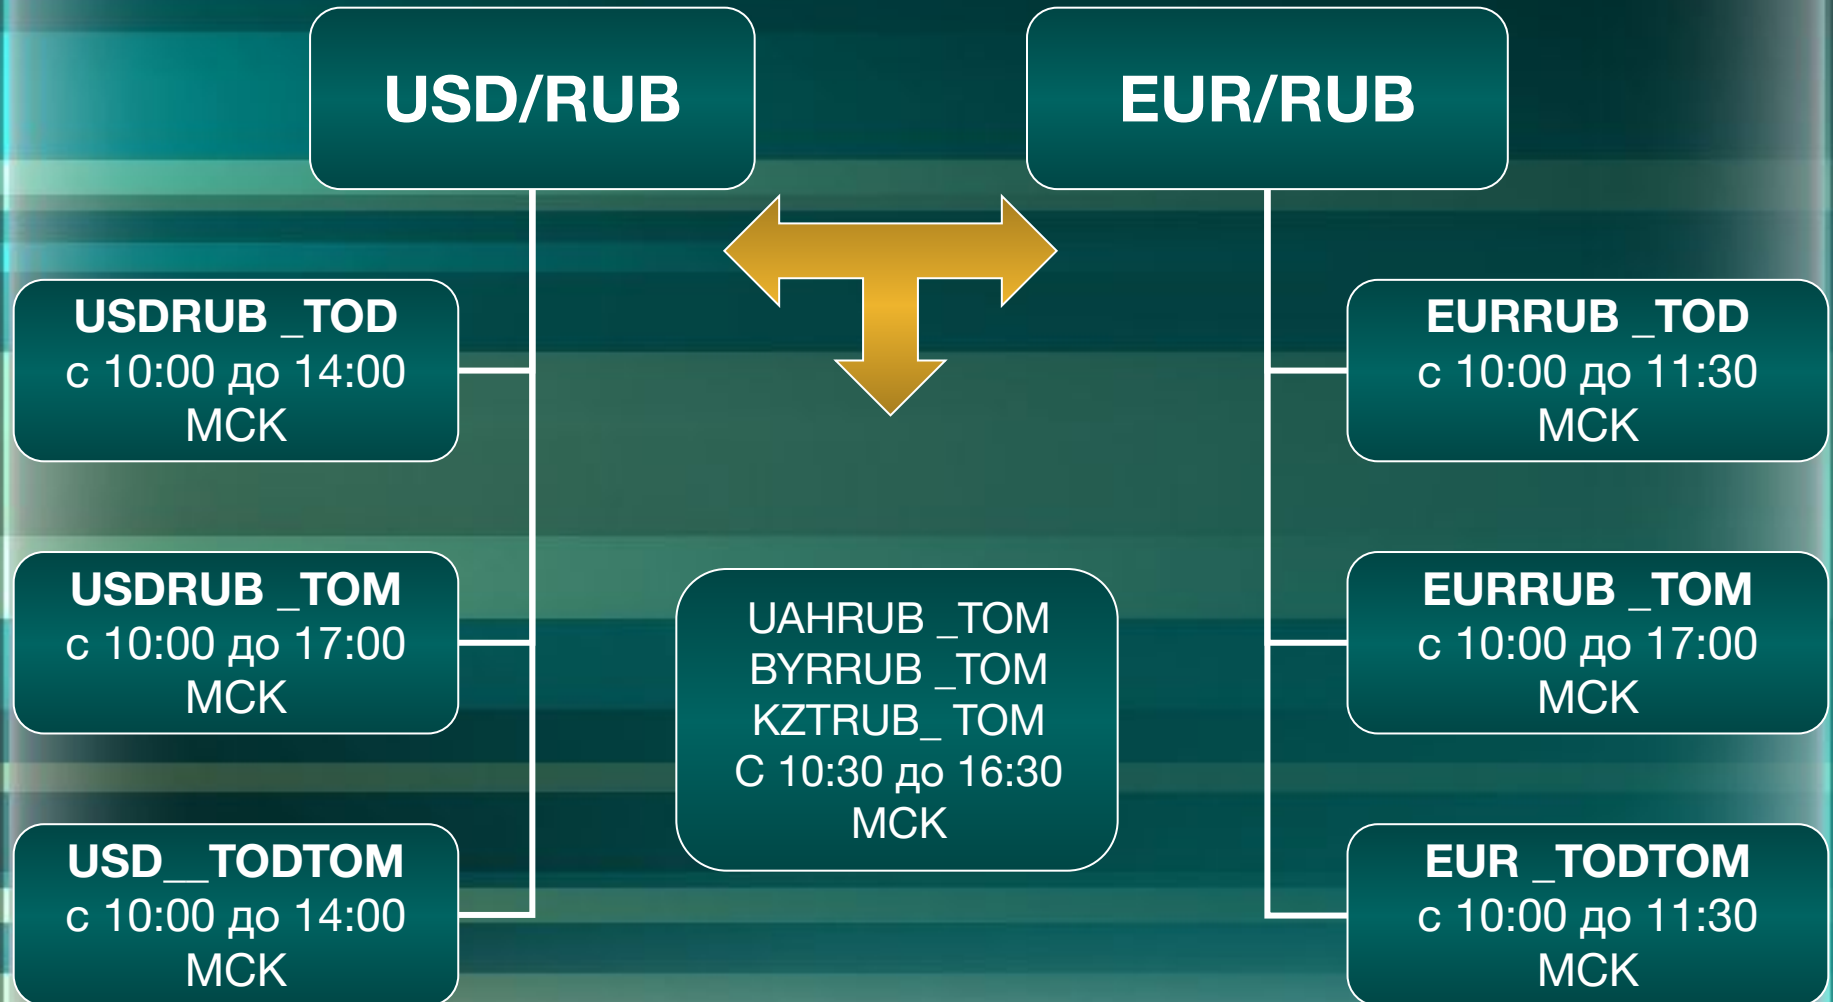 USD/RUB
EUR/RUB
USDRUB _TOD
с 10:00 до 14:00
МСК
EURRUB _TOD
с 10:00 до 11:30
МСК
USDRUB _TOM
с 10:00 до 17:00
МСК
UAHRUB _TOM
BYRRUB _TOM
KZTRUB_ TOM
С 10:30 до 16:30
МСК
EURRUB _TOM
с 10:00 до 17:00
МСК
USD__TODTOM
с 10:00 до 14:00
МСК
EUR _TODTOM
с 10:00 до 11:30
МСК